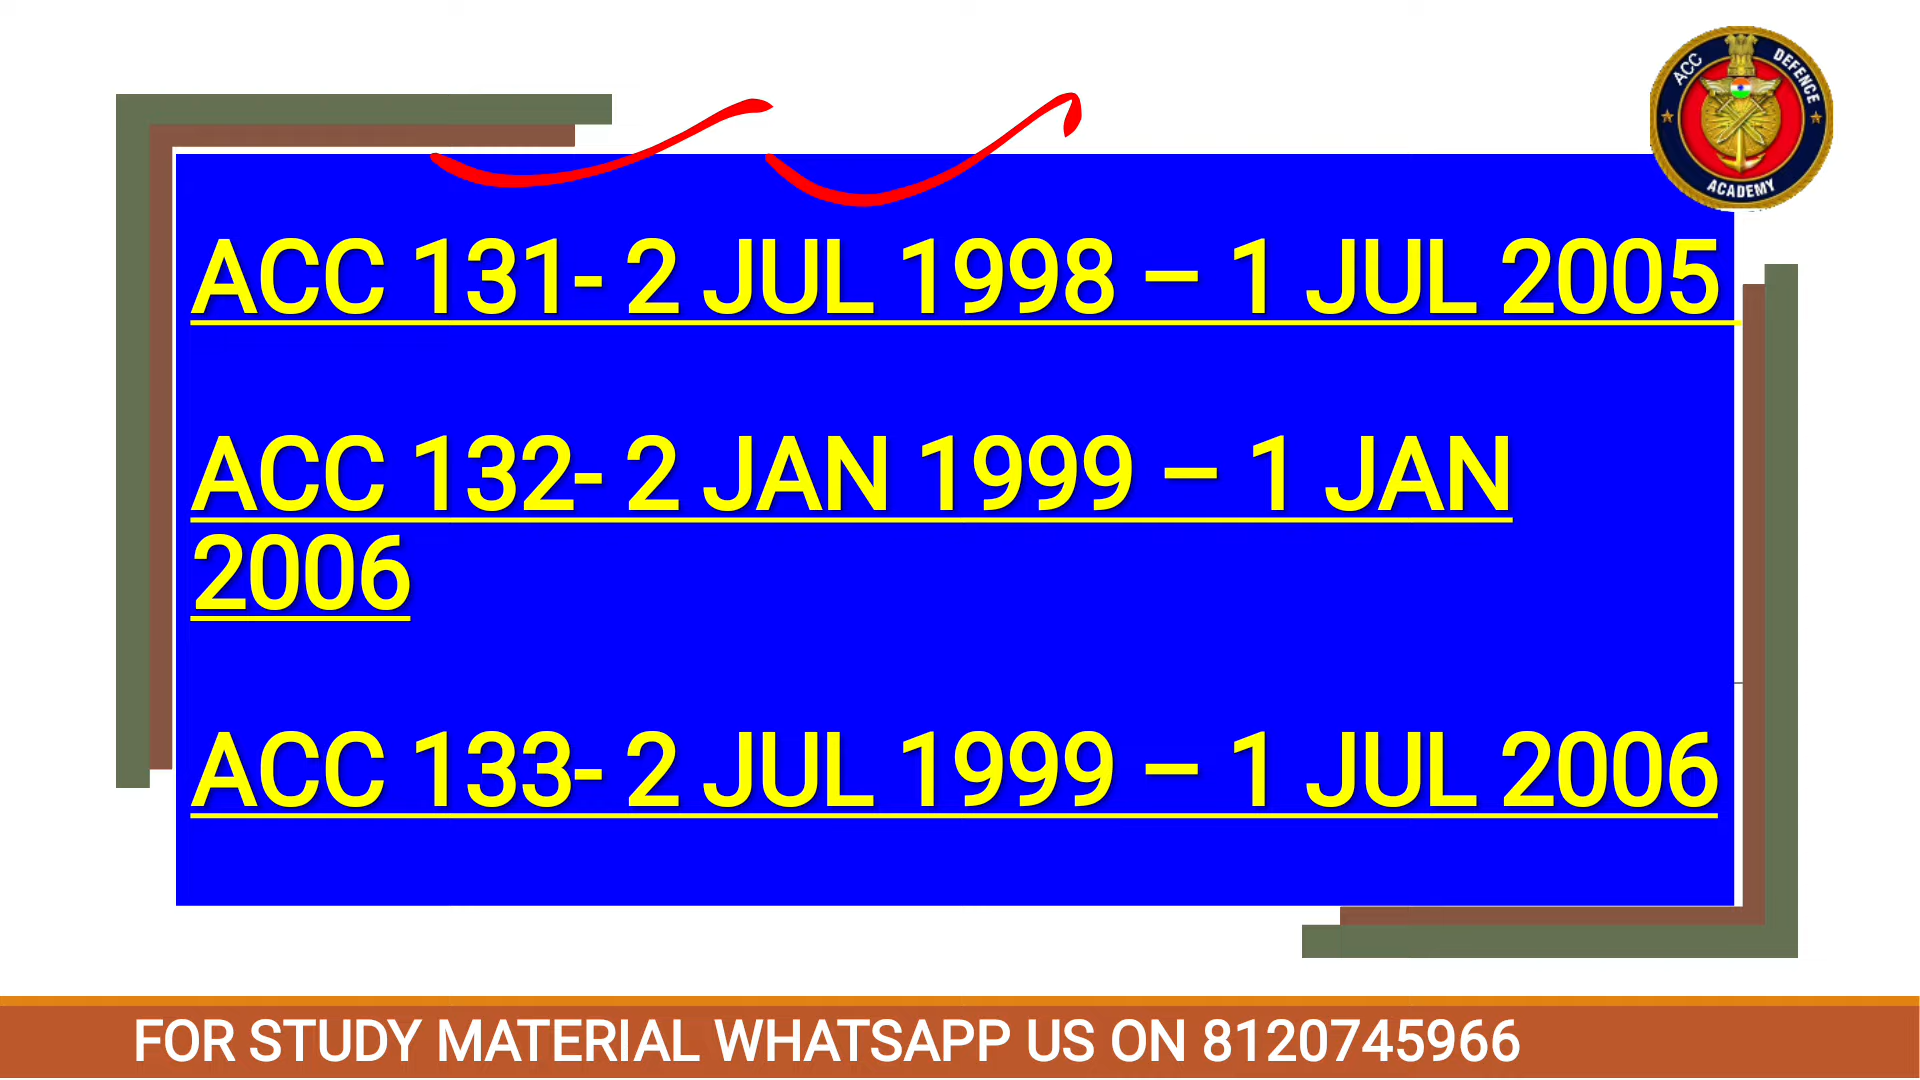 ACC DEFENCE
ACADEMY
ACC 131- 2 JUL 1998 – 1 JUL 2005
ACC 132- 2 JAN 1999 – 1 JAN
2006
ACC 133- 2 JUL 1999 – 1 JUL 2006
FOR STUDY MATERIAL WHATSAPP US ON 8120745966